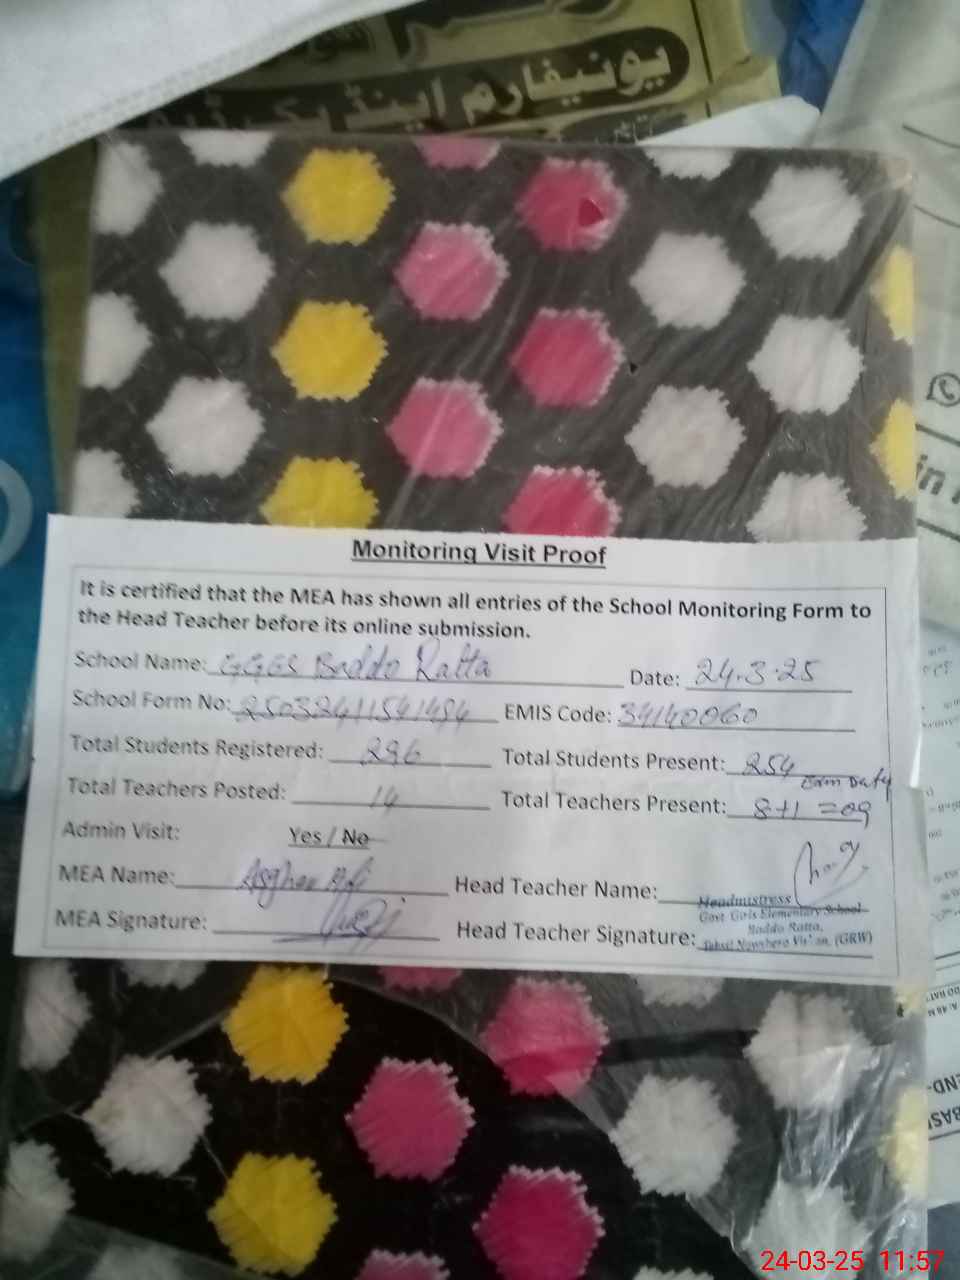 یونیفارم اینڈ
Monitoring Visit Proof
It is certified that the MEA has shown all entries of the School Monitoring Form to
the Head Teacher before its online submission.
School Name: GGES Baddo Ratta Date: 24.3.25
School Form No: 25032411541494 EMIS Code: 34140060
Total Students Registered: 296 Total Students Present: 254
Exam Duty
Total Teachers Posted: 14 Total Teachers Present: 8+1 =09
Admin Visit: Yes / No
MEA Name: Asghar Ali Head Teacher Name:
Headmistress
Govt Girls Elementary School
Baddo Ratta,
MEA Signature: Head Teacher Signature: (GRW)
in
24-03-25 11:57